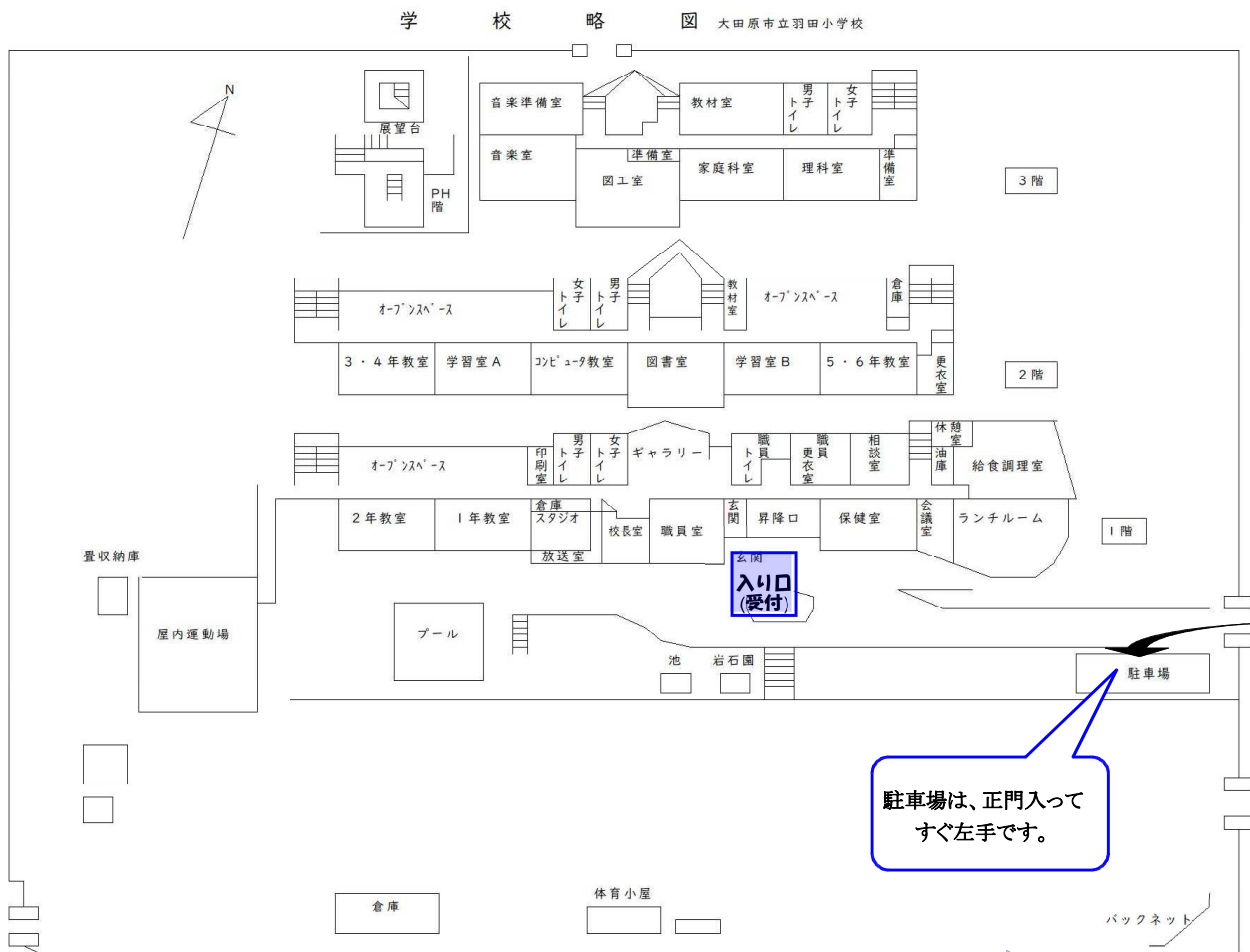 学校略図 大田原市立羽田小学校
N
展望台
PH階
音楽準備室
教材室
男子トイレ
女子トイレ
音楽室
準備室
図工室
家庭科室
理科室
準備室
3階
オープンスペース
女子トイレ
男子トイレ
教材室
オープンスペース
倉庫
3・4年教室
学習室A
コンピュータ教室
図書室
学習室B
5・6年教室
更衣室
2階
オープンスペース
印刷室
男子トイレ
女子トイレ
ギャラリー
職員トイレ
職員更衣室
相談室
休憩室
油庫
給食調理室
2年教室
1年教室
倉庫
スタジオ
放送室
校長室
職員室
玄関
昇降口
保健室
会議室
ランチルーム
1階
玄関
入り口
(受付)
畳収納庫
屋内運動場
プール
池
岩石園
駐車場
駐車場は、正門入って
すぐ左手です。
倉庫
体育小屋
バックネット